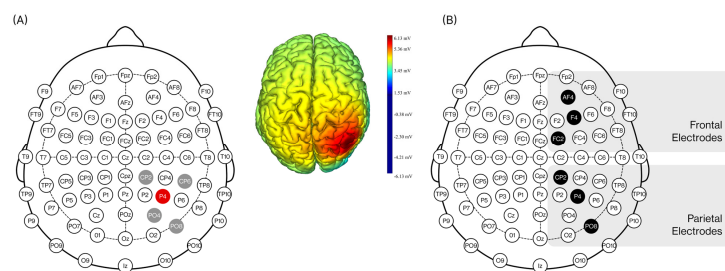 (A)
Fpz
Fp1 Fp2
AF7 AF8
F9 AF3 AF4 F10
AFz
F7 F8
F5 F3 F1 Fz F2 F4 F6
FT9 FT10
FT7 FC5 FC3 FC1 FCz FC2 FC4 FC6 FT8
T9 T7 C5 C3 C1 Cz C2 C4 C6 T8 T10
CP5 CP3 CP1 CPz CP2 CP4 CP6 TP8
TP9 P5 P3 P1 Pz P2 P4 P6 TP10
P7 P8
Cz POz PO4
P9 PO7 PO8 P10
O1 Oz O2
PO9 PO10
O9 Iz O10
6.13 mV
5.36 mV
3.45 mV
1.53 mV
-0.38 mV
-2.30 mV
-4.21 mV
-6.13 mV
(B)
Fpz
Fp1 Fp2
AF7 AF8
F9 AF3 AF4 F10
AFz
F7 F8
F5 F3 F1 Fz F2 F4 F6
FT9 FT10
FT7 FC5 FC3 FC1 FCz FC2 FC4 FC6 FT8
T9 T7 C5 C3 C1 Cz C2 C4 C6 T8 T10
CP5 CP3 CP1 CPz CP2 CP4 CP6 TP8
TP9 P5 P3 P1 Pz P2 P4 P6 TP10
P7
Cz POz PO4
P9 PO7 PO8 P10
O1 Oz O2
PO9 PO10
O9 Iz O10
Frontal
Electrodes
Parietal
Electrodes